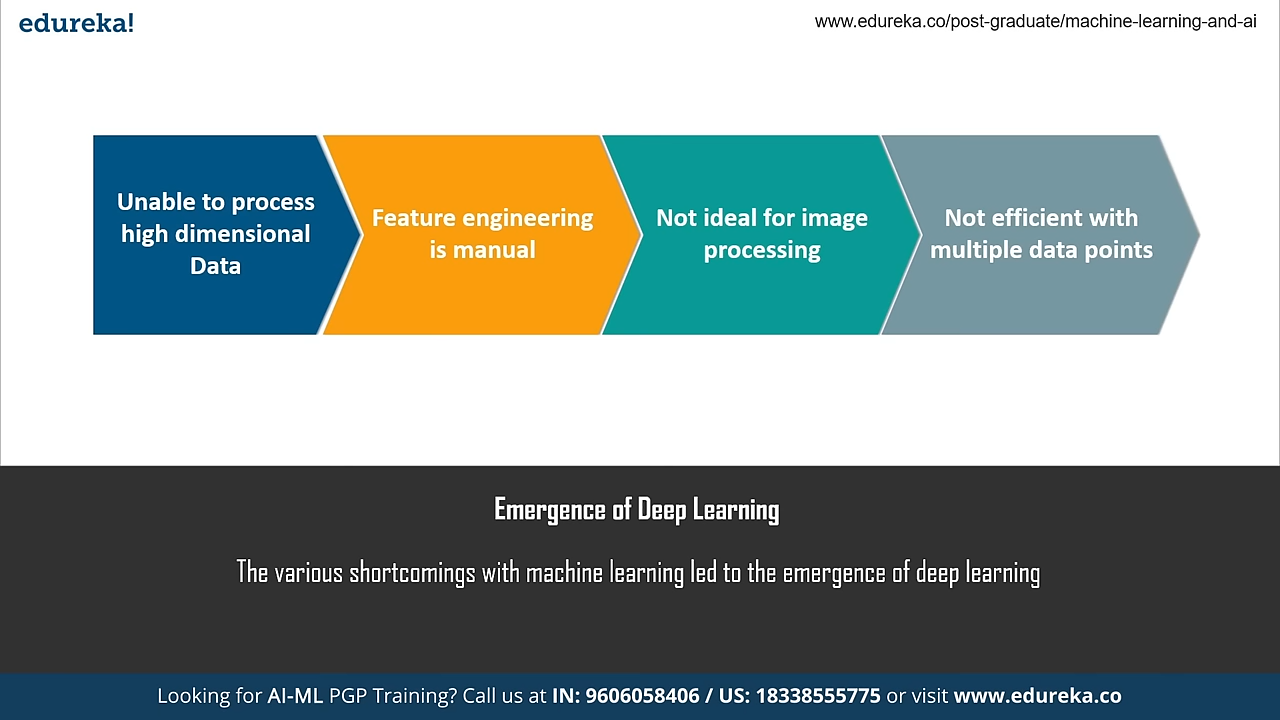 edureka!
www.edureka.co/post-graduate/machine-learning-and-ai
Unable to process
high dimensional
Data
Feature engineering
is manual
Not ideal for image
processing
Not efficient with
multiple data points
Emergence of Deep Learning
The various shortcomings with machine learning led to the emergence of deep learning
Looking for AI-ML PGP Training? Call us at IN: 9606058406 / US: 18338555775 or visit www.edureka.co